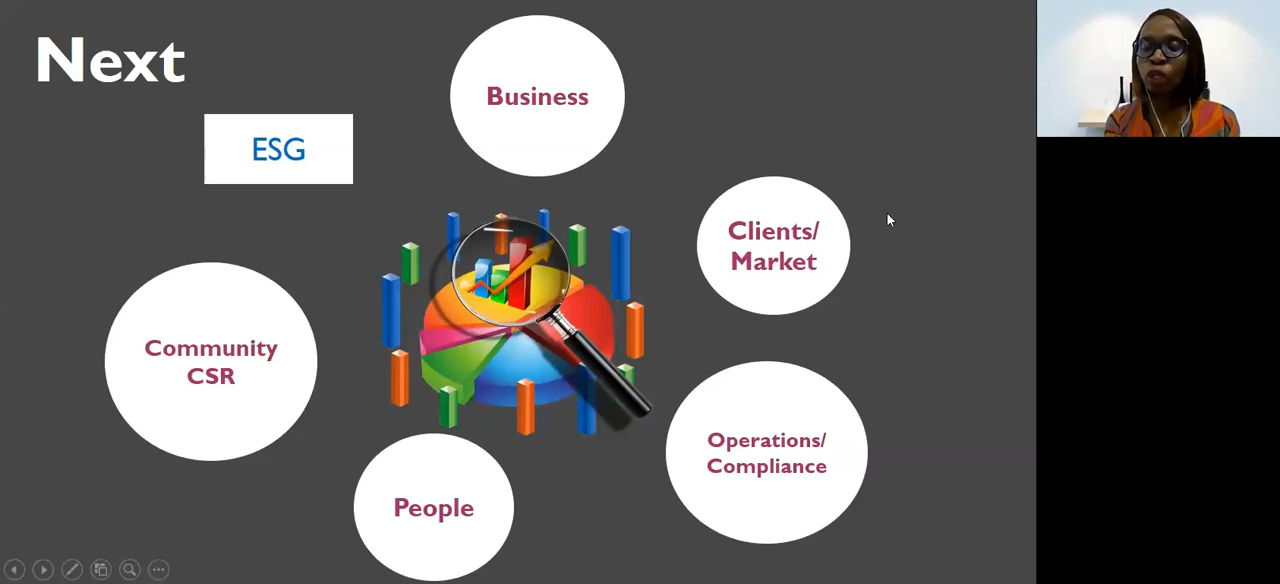 Next
Business
ESG
Clients/
Market
Community
CSR
Operations/
Compliance
People